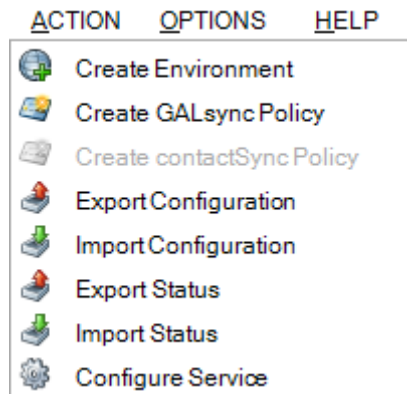 ACTION OPTIONS HELP
Create Environment
Create GALsync Policy
Create contactSync Policy
Export Configuration
Import Configuration
Export Status
Import Status
Configure Service